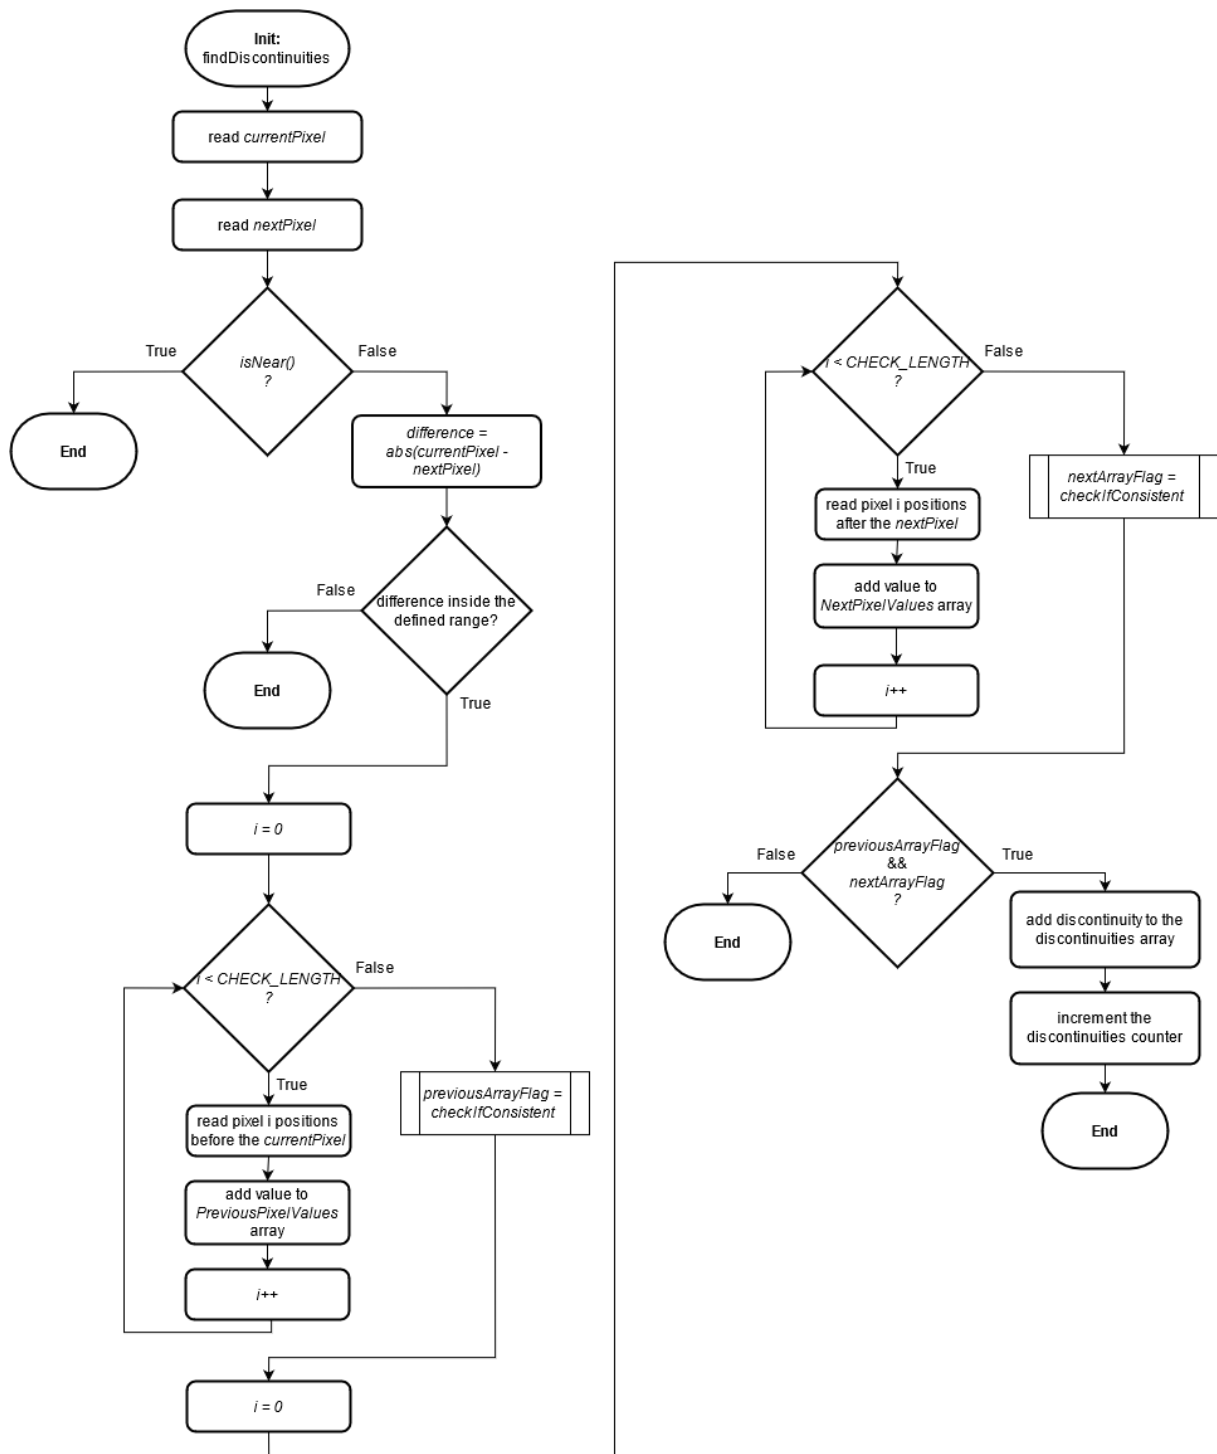 Init:
findDiscontinuities
read currentPixel
read nextPixel
isNear()
?
True
False
End
difference =
abs(currentPixel -
nextPixel)
difference inside the
defined range?
False
True
End
i = 0
i < CHECK_LENGTH
?
False
True
read pixel i positions
before the currentPixel
add value to
PreviousPixelValues
array
i++
previousArrayFlag =
checkIfConsistent
i = 0
i < CHECK_LENGTH
?
False
True
read pixel i positions
after the nextPixel
add value to
NextPixelValues array
i++
nextArrayFlag =
checkIfConsistent
previousArrayFlag
&&
nextArrayFlag
?
False
True
End
add discontinuity to the
discontinuities array
increment the
discontinuities counter
End